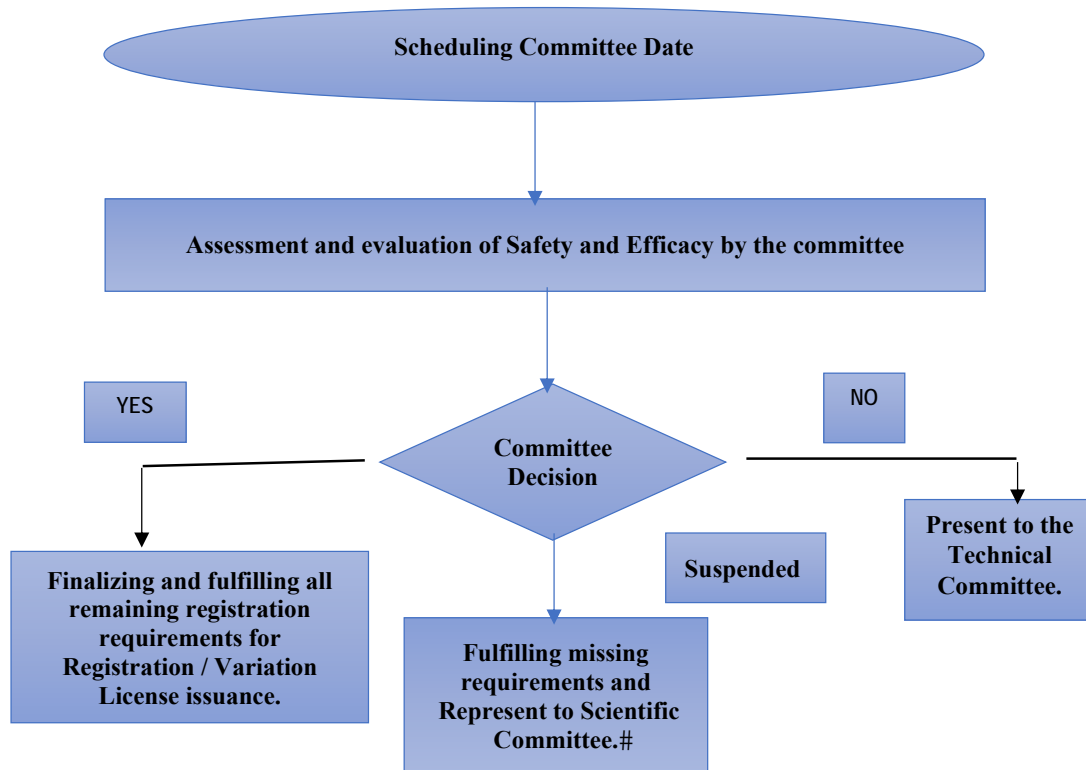 Scheduling Committee Date
Assessment and evaluation of Safety and Efficacy by the committee
YES
NO
Committee
Decision
Suspended
Present to the
Technical
Committee.
Finalizing and fulfilling all
remaining registration
requirements for
Registration / Variation
License issuance.
Fulfilling missing
requirements and
Represent to Scientific
Committee.#